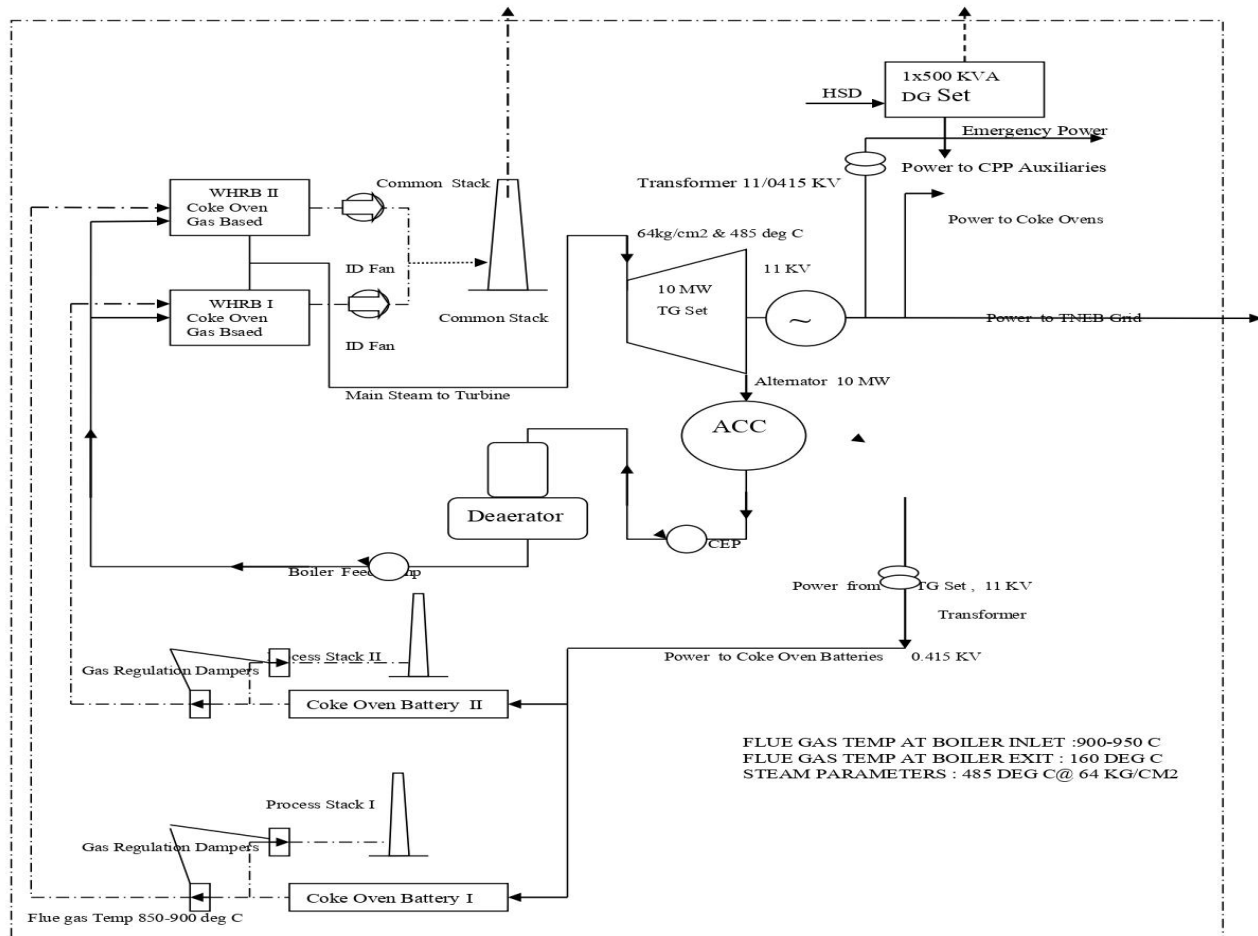 1x500 KVA
DG Set
HSD
Emergency Power
Power to CPP Auxiliaries
Transformer 11/0415 KV
Power to Coke Ovens
Common Stack
WHRB II
Coke Oven
Gas Based
ID Fan
64kg/cm2 & 485 deg C
11 KV
10 MW
TG Set
~
WHRB I
Coke Oven
Gas Bsaed
ID Fan
Common Stack
Power to TNEB Grid
Main Steam to Turbine
Alternator 10 MW
ACC
Deaerator
CEP
Boiler Feed
Power from TG Set , 11 KV
Transformer
Gas Regulation Dampers
Stack II
Power to Coke Oven Batteries 0.415 KV
Coke Oven Battery II
FLUE GAS TEMP AT BOILER INLET :900-950 C
FLUE GAS TEMP AT BOILER EXIT : 160 DEG C
STEAM PARAMETERS : 485 DEG C@ 64 KG/CM2
Process Stack I
Gas Regulation Dampers
Coke Oven Battery I
Flue gas Temp 850-900 deg C